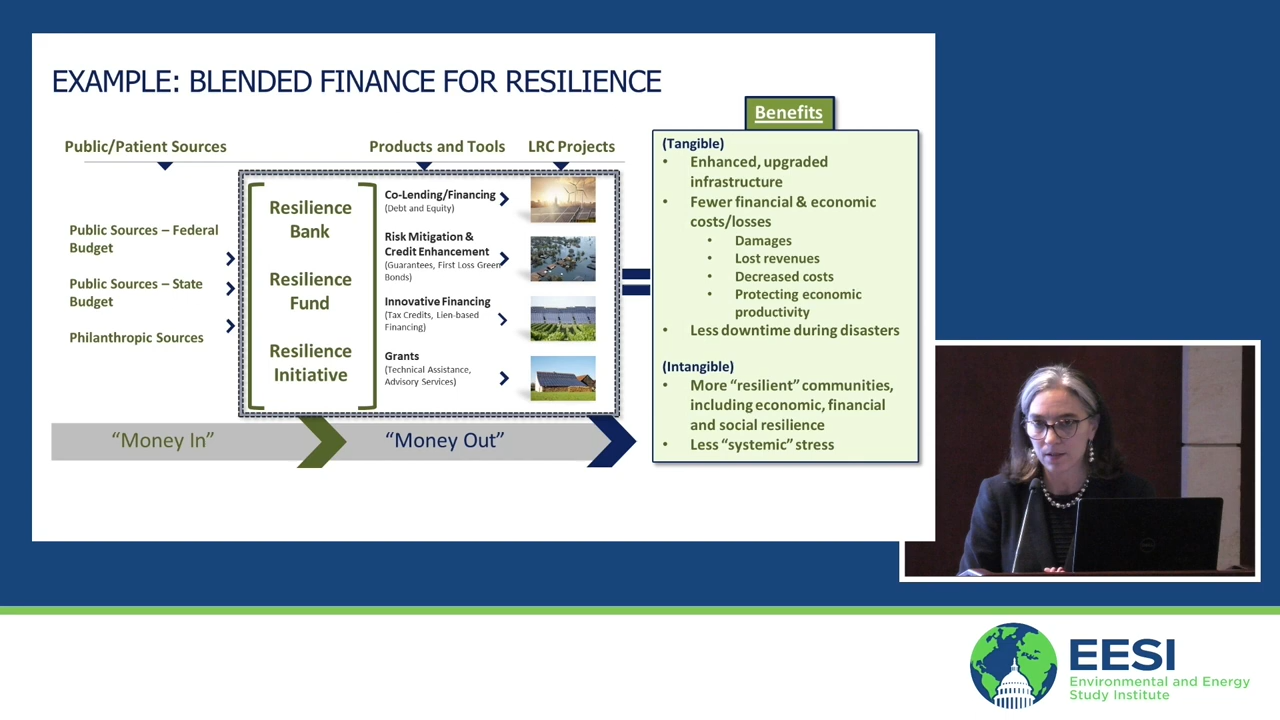 EXAMPLE: BLENDED FINANCE FOR RESILIENCE
Public/Patient Sources
Products and Tools
LRC Projects
Public Sources – Federal
Budget
Public Sources – State
Budget
Philanthropic Sources
Resilience
Bank
Resilience
Fund
Resilience
Initiative
Co-Lending/Financing
(Debt and Equity)
Risk Mitigation &
Credit Enhancement
(Guarantees, First Loss Green
Bonds)
Innovative Financing
(Tax Credits, Lien-based
Financing)
Grants
(Technical Assistance,
Advisory Services)
“Money In”
“Money Out”
Benefits
(Tangible)
• Enhanced, upgraded
infrastructure
• Fewer financial & economic
costs/losses
• Damages
• Lost revenues
• Decreased costs
• Protecting economic
productivity
• Less downtime during disasters
(Intangible)
• More “resilient” communities,
including economic, financial
and social resilience
• Less “systemic” stress
EESI
Environmental and Energy
Study Institute